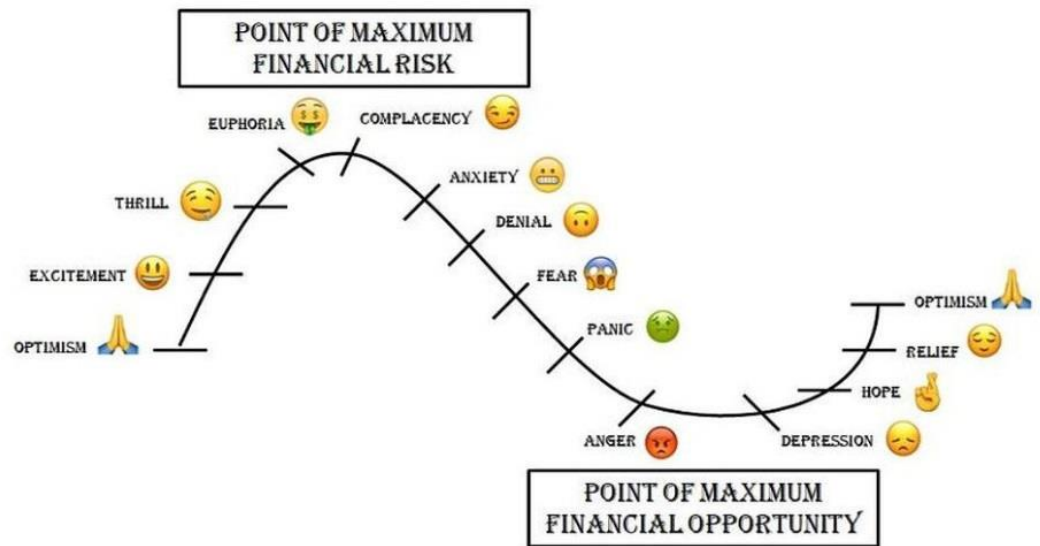 POINT OF MAXIMUM
FINANCIAL RISK
EUPHORIA
COMPLACENCY
THRILL
ANXIETY
DENIAL
EXCITEMENT
FEAR
OPTIMISM
OPTIMISM
PANIC
RELIEF
HOPE
ANGER
DEPRESSION
POINT OF MAXIMUM
FINANCIAL OPPORTUNITY